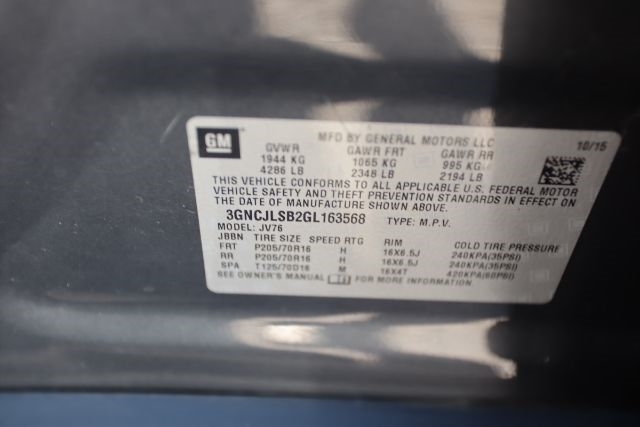 GM
MFD BY GENERAL MOTORS LLC
10/15
GVWR GAWR FRT GAWR RR
1944 KG 1065 KG 995 KG
4286 LB 2348 LB 2194 LB
THIS VEHICLE CONFORMS TO ALL APPLICABLE U.S. FEDERAL MOTOR
VEHICLE SAFETY AND THEFT PREVENTION STANDARDS IN EFFECT ON
THE DATE OF MANUFACTURE SHOWN ABOVE.
3GNCJLSB2GL163568 TYPE: M.P.V.
MODEL: JV76
JBBN TIRE SIZE SPEED RTG RIM COLD TIRE PRESSURE
FRT P205/70R16 H 16X6.5J 240KPA(35PSI)
RR P205/70R16 H 16X6.5J 240KPA(35PSI)
SPA T125/70D16 M 16X4T 420KPA(60PSI)
SEE OWNER'S MANUAL FOR MORE INFORMATION.